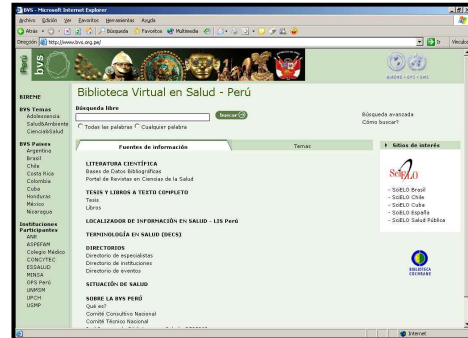 BVS - Microsoft Internet Explorer
Archivo Edición Ver Favoritos Herramientas Ayuda
Atrás Búsqueda Favoritos Multimedia
Dirección http://www.bvs.org.pe/ Ir Vínculos
Perú
bvs
BIREME • OPS • OMS
Biblioteca Virtual en Salud - Perú
BIREME
BVS Temas
Adolescencia
Salud&Ambiente
Ciencia&Salud
BVS Países
Argentina
Brasil
Chile
Costa Rica
Colombia
Cuba
Honduras
México
Nicaragua
Instituciones Participantes
ANR
ASPEFAM
Colegio Médico
CONCYTEC
ESSALUD
MINSA
OPS Perú
UNMSM
UPCH
USMP
Búsqueda libre
buscar
Todas las palabras Cualquier palabra
Búsqueda avanzada
Cómo buscar?
Fuentes de información
Temas
LITERATURA CIENTÍFICA
Bases de Datos Bibliográficas
Portal de Revistas en Ciencias de la Salud
TESIS Y LIBROS A TEXTO COMPLETO
Tesis
Libros
LOCALIZADOR DE INFORMACIÓN EN SALUD - LIS Perú
TERMINOLOGÍA EN SALUD (DECS)
DIRECTORIOS
Directorio de especialistas
Directorio de instituciones
Directorio de eventos
SITUACIÓN DE SALUD
SOBRE LA BVS PERÚ
Qué es?
Comité Consultivo Nacional
Comité Técnico Nacional
Sitios de interés
SciELO
- SciELO Brasil
- SciELO Chile
- SciELO Cuba
- SciELO España
- SciELO Salud Pública
BIBLIOTECA
COCHRANE
Internet